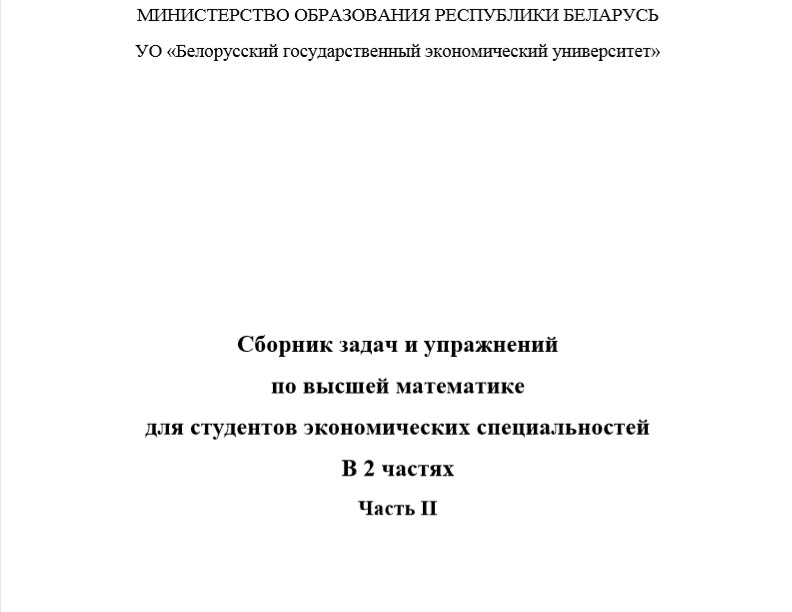 МИНИСТЕРСТВО ОБРАЗОВАНИЯ РЕСПУБЛИКИ БЕЛАРУСЬ
УО «Белорусский государственный экономический университет»
Сборник задач и упражнений
по высшей математике
для студентов экономических специальностей
В 2 частях
Часть II